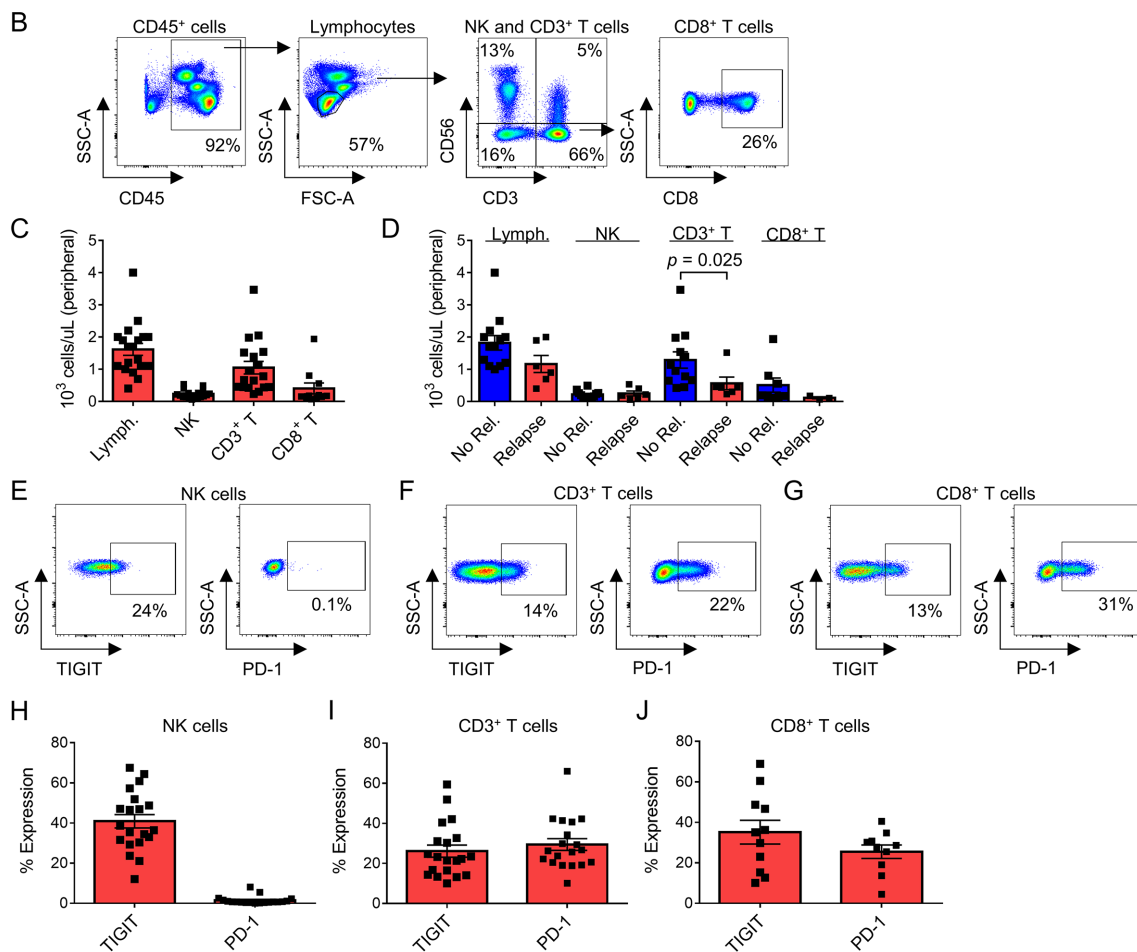 B
CD45⁺ cells
Lymphocytes
NK and CD3⁺ T cells
CD8⁺ T cells
SSC-A
92%
CD45
SSC-A
57%
FSC-A
CD56
13%
5%
16%
66%
CD3
SSC-A
26%
CD8
C
10³ cells/uL (peripheral)
5
4
3
2
1
0
Lymph.
NK
CD3⁺ T
CD8⁺ T
D
10³ cells/uL (peripheral)
5
4
3
2
1
0
Lymph.
NK
CD3⁺ T
CD8⁺ T
p = 0.025
No Rel.
Relapse
No Rel.
Relapse
No Rel.
Relapse
No Rel.
Relapse
E
NK cells
SSC-A
24%
TIGIT
SSC-A
0.1%
PD-1
F
CD3⁺ T cells
SSC-A
14%
TIGIT
SSC-A
22%
PD-1
G
CD8⁺ T cells
SSC-A
13%
TIGIT
SSC-A
31%
PD-1
H
NK cells
% Expression
80
60
40
20
0
TIGIT
PD-1
I
CD3⁺ T cells
% Expression
80
60
40
20
0
TIGIT
PD-1
J
CD8⁺ T cells
% Expression
80
60
40
20
0
TIGIT
PD-1